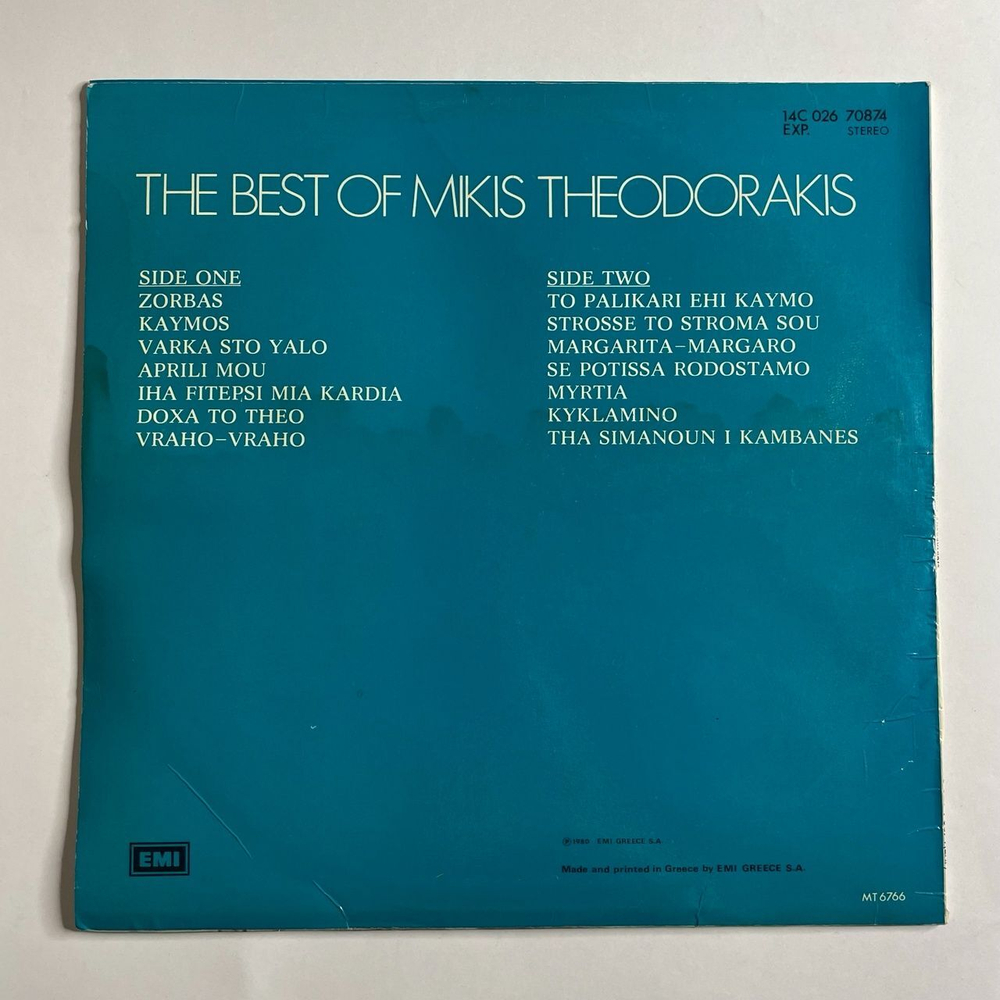 14C 026 70874
EXP. STEREO
THE BEST OF MIKIS THEODORAKIS
SIDE ONE
ZORBAS
KAYMOS
VARKA STO YALO
APRILI MOU
IHA FITEPSI MIA KARDIA
DOXA TO THEO
VRAHO-VRAHO
SIDE TWO
TO PALIKARI EHI KAYMO
STROSSE TO STROMA SOU
MARGARITA-MARGARO
SE POTISSA RODOSTAMO
MYRTIA
KYKLAMINO
THA SIMANOUN I KAMBANES
EMI
℗1980 EMI GREECE S.A.
Made and printed in Greece by EMI GREECE S.A.
MT 6766